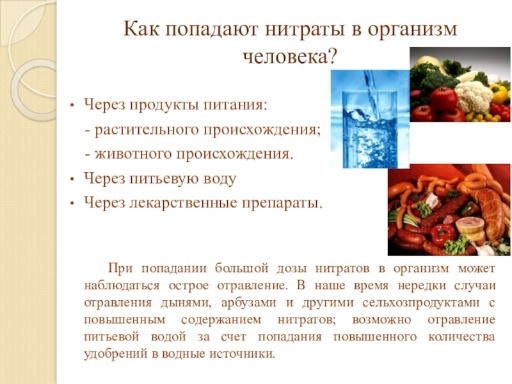 Как попадают нитраты в организм
человека?
• Через продукты питания:
- растительного происхождения;
- животного происхождения.
• Через питьевую воду
• Через лекарственные препараты.
При попадании большой дозы нитратов в организм может
наблюдаться острое отравление. В наше время нередки случаи
отравления дынями, арбузами и другими сельхозпродуктами с
повышенным содержанием нитратов; возможно отравление
питьевой водой за счет попадания повышенного количества
удобрений в водные источники.